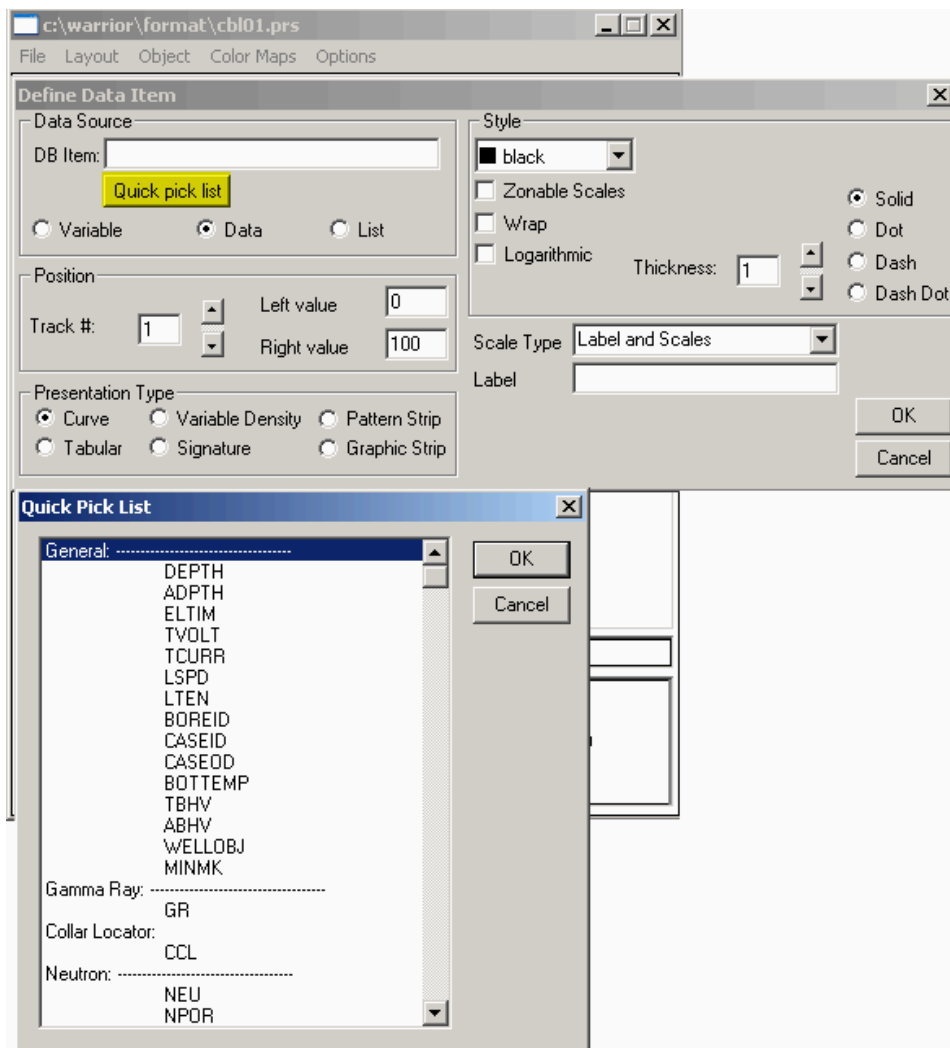 c:\warrior\format\cbl01.prs
File Layout Object Color Maps Options
Define Data Item
Data Source
DB Item:
Quick pick list
Variable Data List
Position
Track #: 1
Left value 0
Right value 100
Presentation Type
Curve Variable Density Pattern Strip
Tabular Signature Graphic Strip
Style
black
Zonable Scales
Wrap
Logarithmic
Thickness: 1
Solid
Dot
Dash
Dash Dot
Scale Type Label and Scales
Label
OK
Cancel
Quick Pick List
General: -----------------------------------
DEPTH
ADPTH
ELTIM
TVOLT
TCURR
LSPD
LTEN
BOREID
CASEID
CASEOD
BOTTEMP
TBHV
ABHV
WELLOBJ
MINMK
Gamma Ray: -----------------------------------
GR
Collar Locator:
CCL
Neutron: -----------------------------------
NEU
NPOR
OK
Cancel